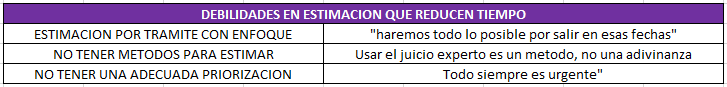 DEBILIDADES EN ESTIMACION QUE REDUCEN TIEMPO
ESTIMACION POR TRAMITE CON ENFOQUE "haremos todo lo posible por salir en esas fechas"
NO TENER METODOS PARA ESTIMAR Usar el juicio experto es un metodo, no una adivinanza
NO TENER UNA ADECUADA PRIORIZACION Todo siempre es urgente"